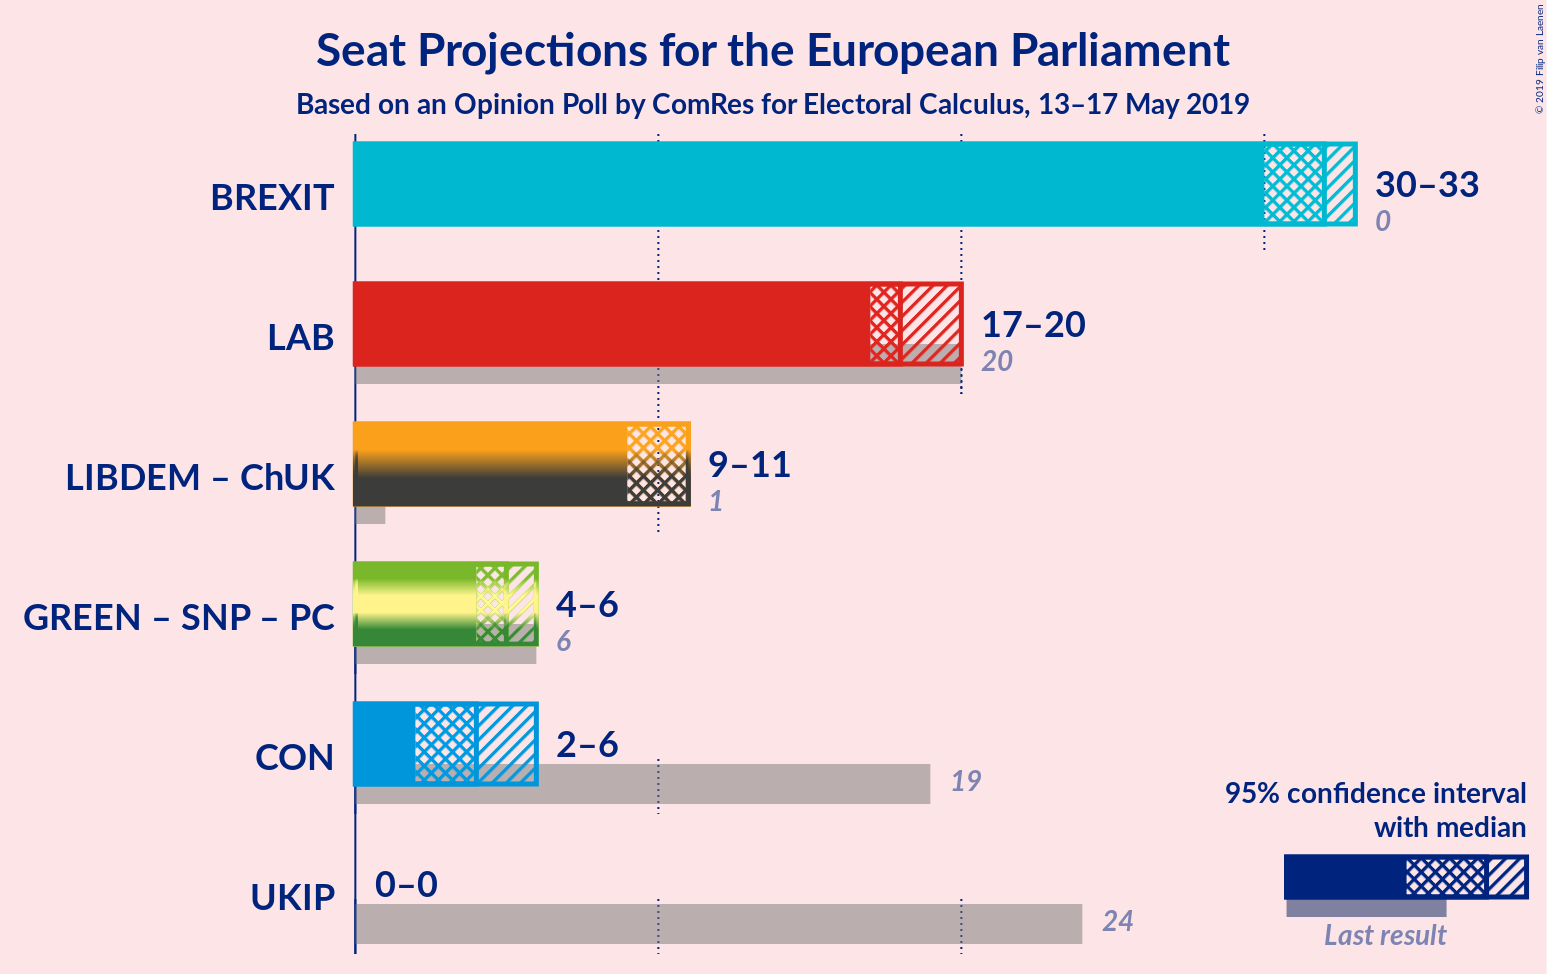 Seat Projections for the European Parliament
Based on an Opinion Poll by ComRes for Electoral Calculus, 13–17 May 2019
© 2019 Filip van Laenen
BREXIT
30–33
0
LAB
17–20
20
LIBDEM – ChUK
9–11
1
GREEN – SNP – PC
4–6
6
CON
2–6
19
UKIP
0–0
24
95% confidence interval
with median
Last result